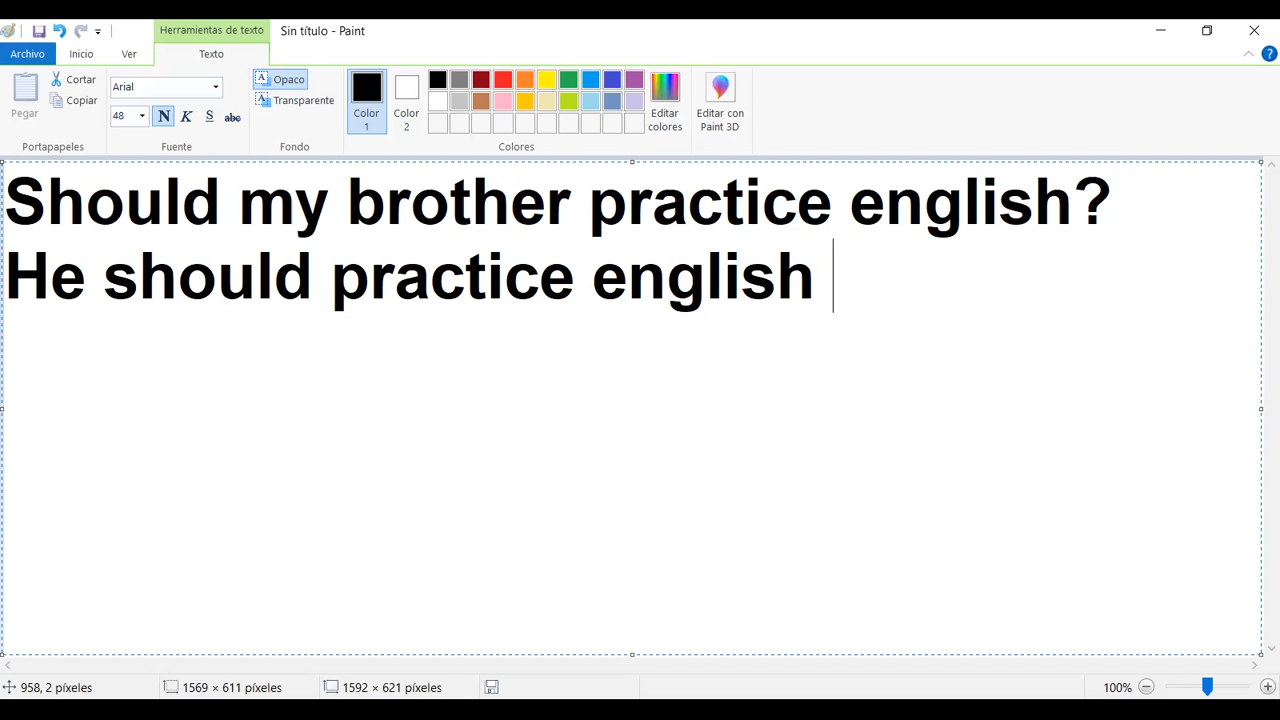 Herramientas de texto
Sin título - Paint
Archivo
Inicio
Ver
Texto
Pegar
Cortar
Copiar
Portapapeles
Arial
48
N K S abc
Fuente
Opaco
Transparente
Fondo
Color 1
Color 2
Editar colores
Colores
Editar con Paint 3D
Should my brother practice english?
He should practice english
958, 2 píxeles
1569 × 611 píxeles
1592 × 621 píxeles
100%